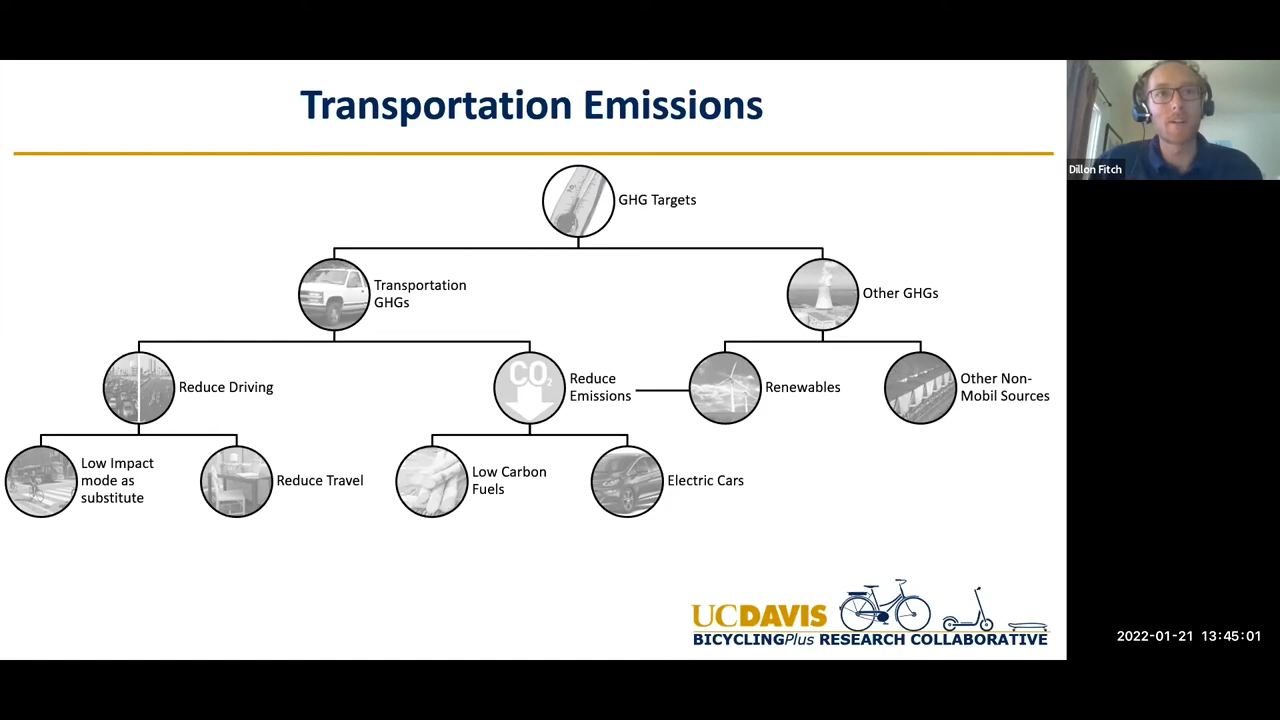 Transportation Emissions
Dillon Fitch
GHG Targets
Transportation
GHGs
Other GHGs
Reduce Driving
CO2
Reduce
Emissions
Renewables
Other Non-
Mobil Sources
Low Impact
mode as
substitute
Reduce Travel
Low Carbon
Fuels
Electric Cars
UCDAVIS
BICYCLINGPlus RESEARCH COLLABORATIVE
2022-01-21 13:45:01